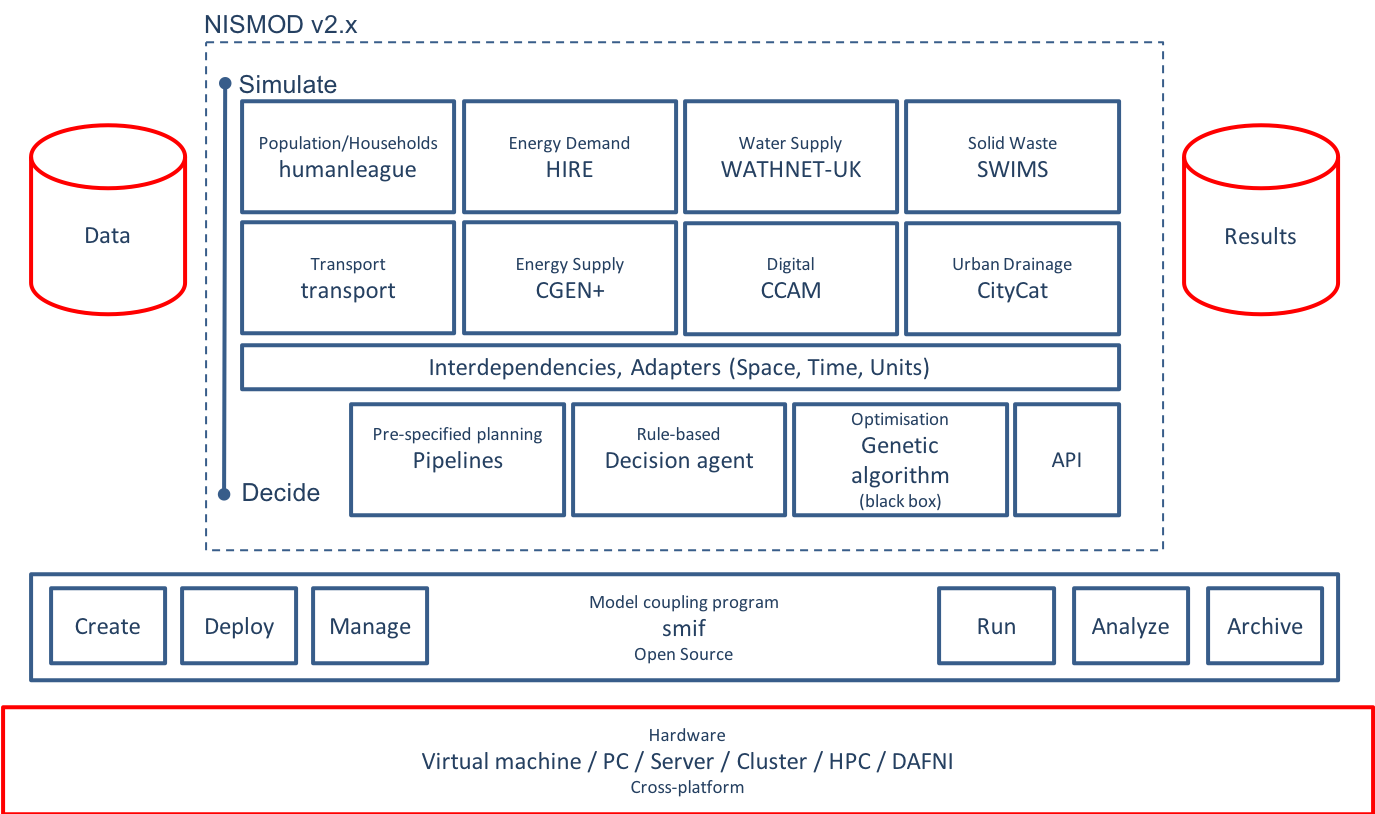 NISMOD v2.x
Simulate
Population/Households
humanleague
Energy Demand
HIRE
Water Supply
WATHNET-UK
Solid Waste
SWIMS
Data
Results
Transport
transport
Energy Supply
CGEN+
Digital
CCAM
Urban Drainage
CityCat
Interdependencies, Adapters (Space, Time, Units)
Pre-specified planning
Pipelines
Rule-based
Decision agent
Optimisation
Genetic
algorithm
(black box)
API
Decide
Create
Deploy
Manage
Model coupling program
smif
Open Source
Run
Analyze
Archive
Hardware
Virtual machine / PC / Server / Cluster / HPC / DAFNI
Cross-platform